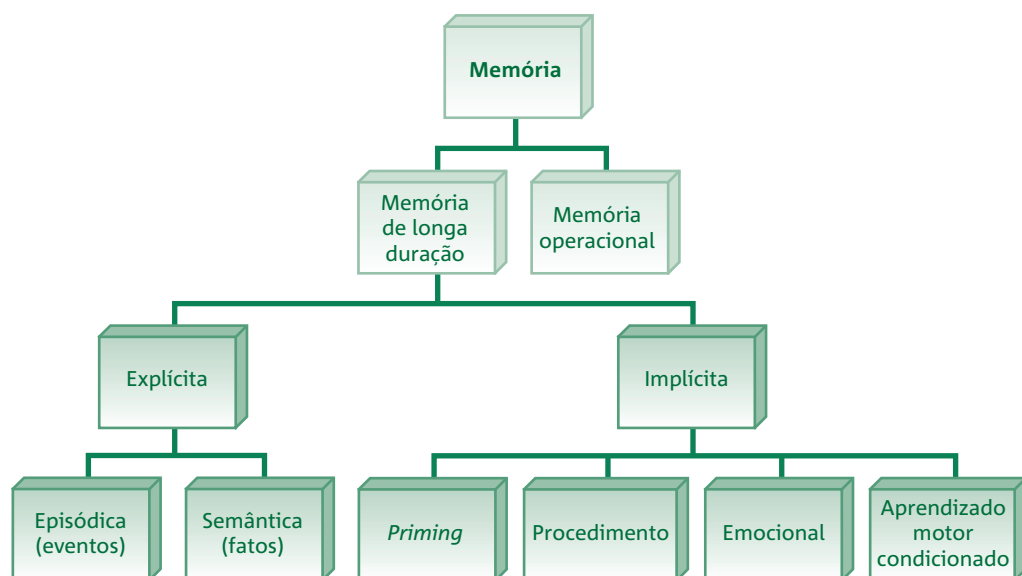 Memória
Memória
de longa
duração
Memória
operacional
Explícita
Implícita
Episódica
(eventos)
Semântica
(fatos)
Priming
Procedimento
Emocional
Aprendizado
motor
condicionado